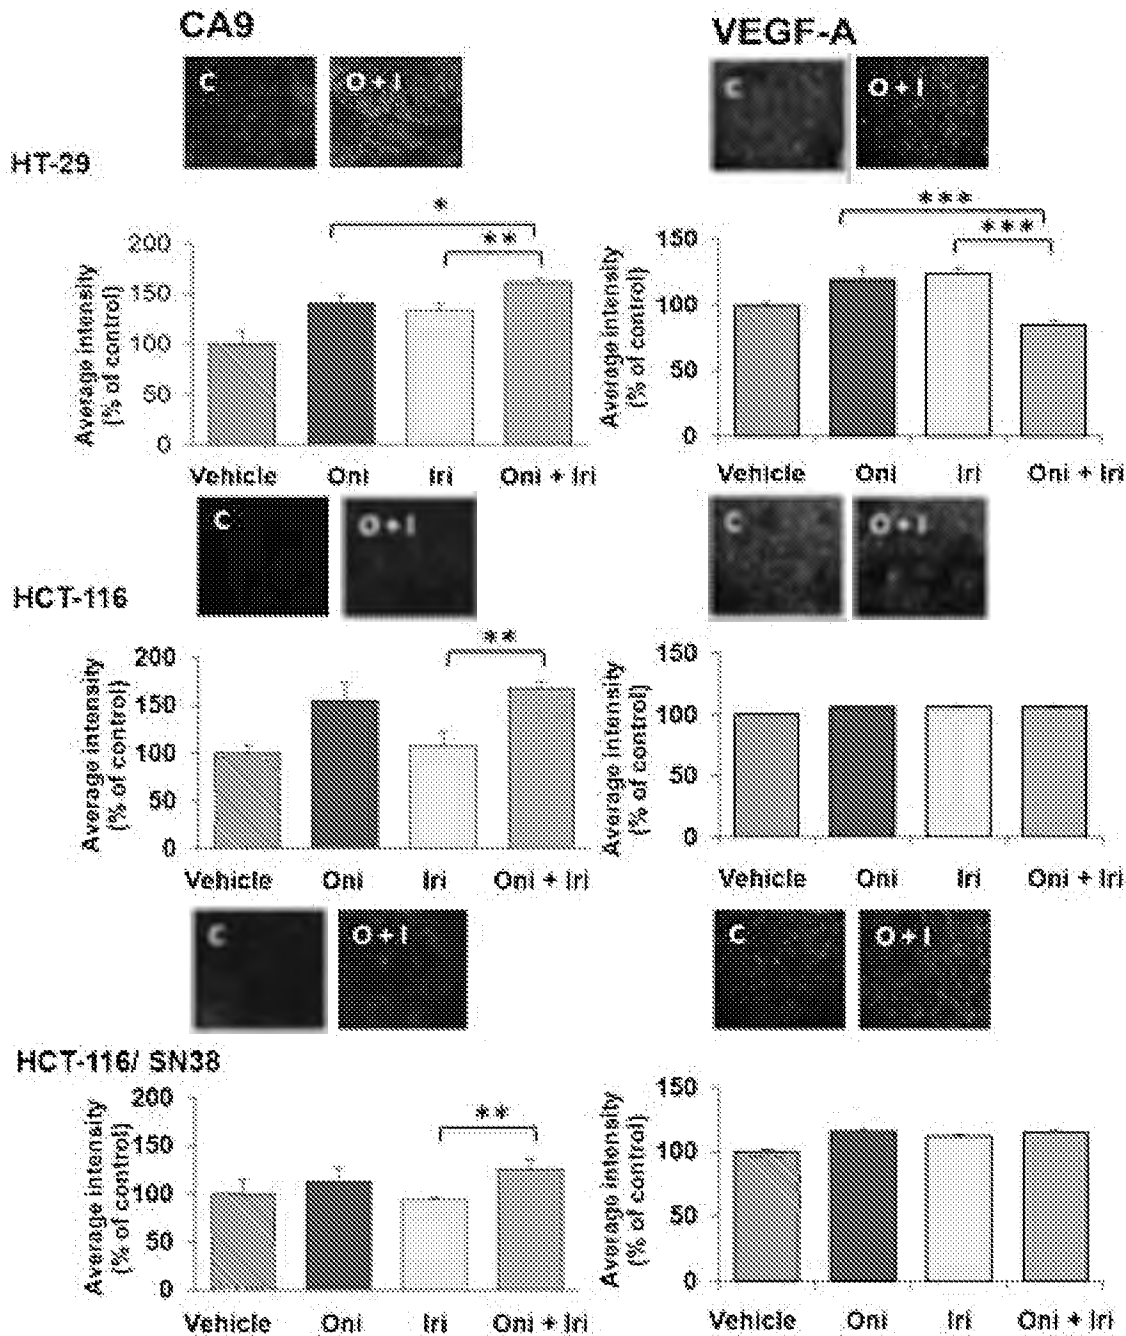 CA9
VEGF-A
C
O + I
C
O + I
HT-29
*
**
200
150
100
50
0
Average intensity
(% of control)
Vehicle
Oni
Iri
Oni + Iri
***
***
150
100
50
0
Average intensity
(% of control)
Vehicle
Oni
Iri
Oni + Iri
C
O + I
C
O + I
HCT-116
**
200
150
100
50
0
Average intensity
(% of control)
Vehicle
Oni
Iri
Oni + Iri
150
100
50
0
Average intensity
(% of control)
Vehicle
Oni
Iri
Oni + Iri
C
O + I
C
O + I
HCT-116/ SN38
**
200
150
100
50
0
Average intensity
(% of control)
Vehicle
Oni
Iri
Oni + Iri
150
100
50
0
Average intensity
(% of control)
Vehicle
Oni
Iri
Oni + Iri